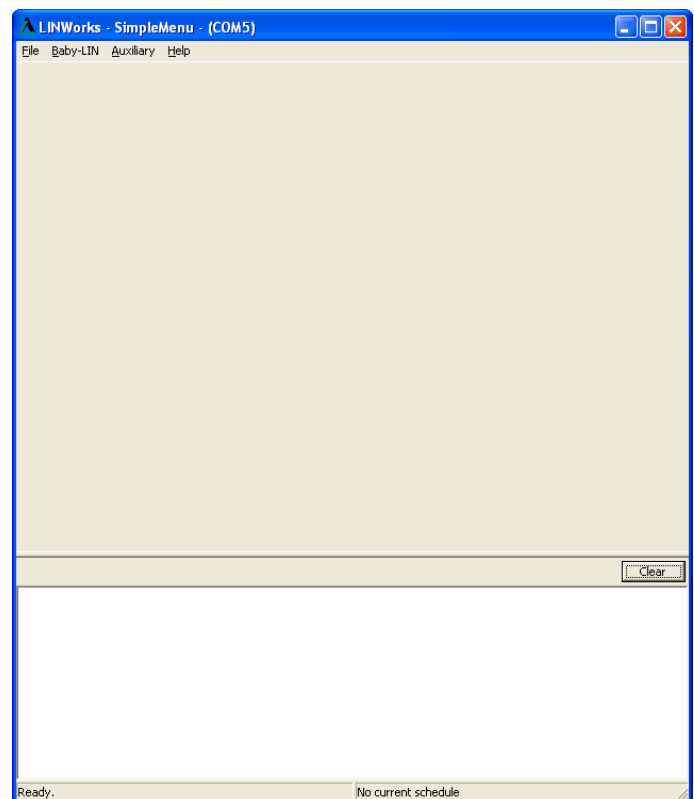 LINWorks - SimpleMenu - (COM5)
File Baby-LIN Auxiliary Help
Clear
Ready. No current schedule